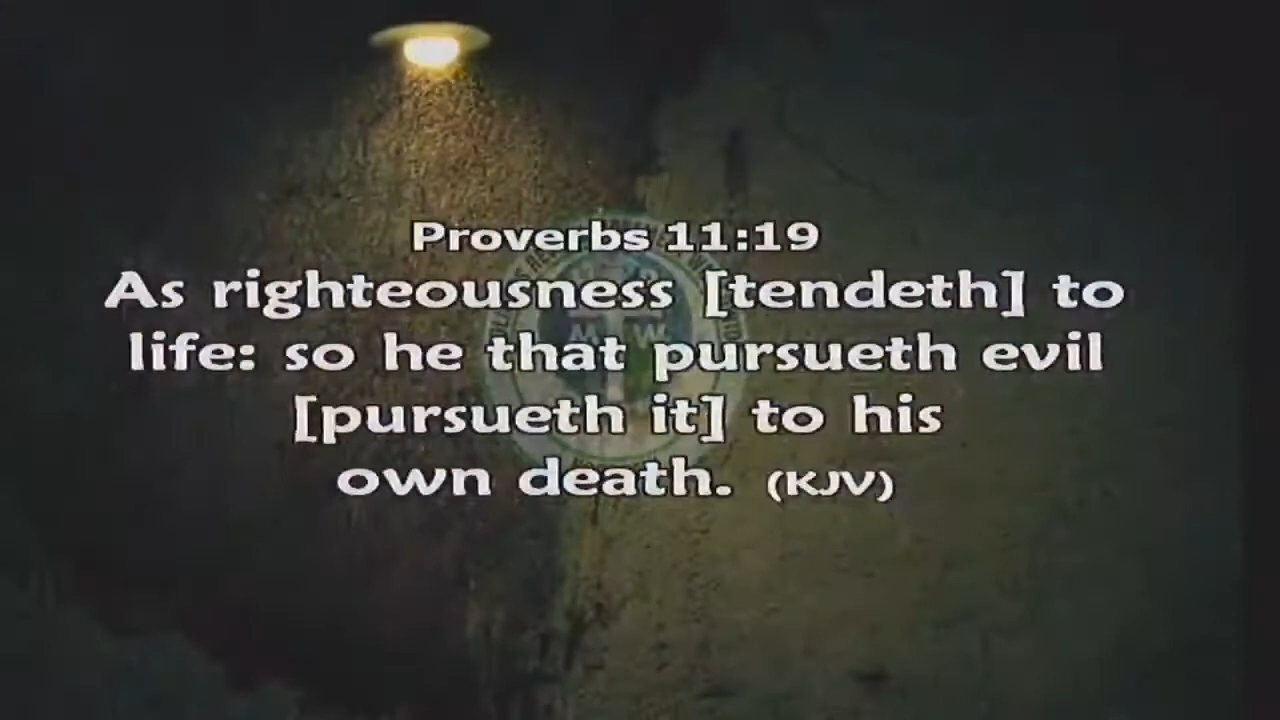 Proverbs 11:19
As righteousness [tendeth] to
life: so he that pursueth evil
[pursueth it] to his
own death. (KJV)